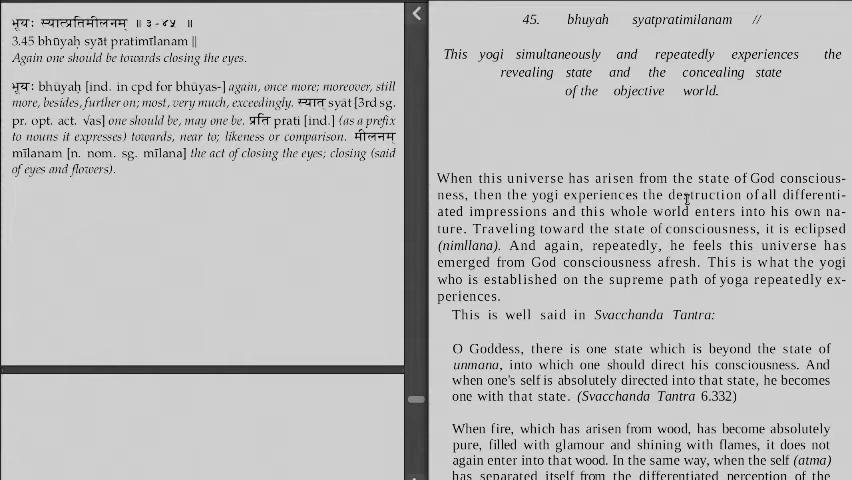 भूयः स्यात्प्रतिमीलनम् ॥ ३ - ४५ ॥
3.45 bhūyaḥ syāt pratimīlanam ||
Again one should be towards closing the eyes.
भूयः bhūyaḥ [ind. in cpd for bhūyas-] again, once more; moreover, still
more, besides, further on; most, very much, exceedingly. स्यात् syāt [3rd sg.
pr. opt. act. √as] one should be, may one be. प्रति prati [ind.] (as a prefix
to nouns it expresses) towards, near to; likeness or comparison. मीलनम्
mīlanam [n. nom. sg. mīlana] the act of closing the eyes; closing (said
of eyes and flowers).
45. bhuyah syatpratimilanam //
This yogi simultaneously and repeatedly experiences the
revealing state and the concealing state
of the objective world.
When this universe has arisen from the state of God conscious-
ness, then the yogi experiences the destruction of all differenti-
ated impressions and this whole world enters into his own na-
ture. Traveling toward the state of consciousness, it is eclipsed
(nimllana). And again, repeatedly, he feels this universe has
emerged from God consciousness afresh. This is what the yogi
who is established on the supreme path of yoga repeatedly ex-
periences.
This is well said in Svacchanda Tantra:
O Goddess, there is one state which is beyond the state of
unmana, into which one should direct his consciousness. And
when one's self is absolutely directed into that state, he becomes
one with that state. (Svacchanda Tantra 6.332)
When fire, which has arisen from wood, has become absolutely
pure, filled with glamour and shining with flames, it does not
again enter into that wood. In the same way, when the self (atma)
has separated itself from the differentiated perception of the